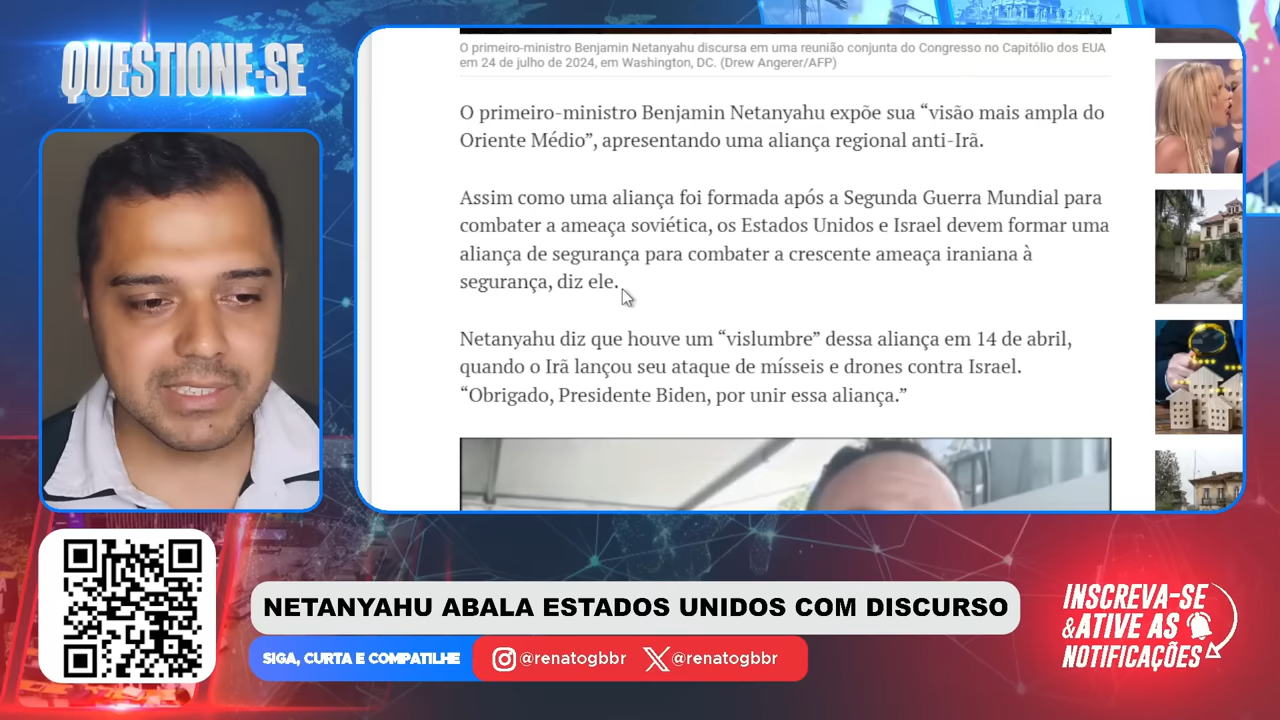 QUESTIONE-SE
O primeiro-ministro Benjamin Netanyahu discursa em uma reunião conjunta do Congresso no Capitólio dos EUA
em 24 de julho de 2024, em Washington, DC. (Drew Angerer/AFP)
O primeiro-ministro Benjamin Netanyahu expõe sua “visão mais ampla do
Oriente Médio”, apresentando uma aliança regional anti-Irã.
Assim como uma aliança foi formada após a Segunda Guerra Mundial para
combater a ameaça soviética, os Estados Unidos e Israel devem formar uma
aliança de segurança para combater a crescente ameaça iraniana à
segurança, diz ele.
Netanyahu diz que houve um “vislumbre” dessa aliança em 14 de abril,
quando o Irã lançou seu ataque de mísseis e drones contra Israel.
“Obrigado, Presidente Biden, por unir essa aliança.”
NETANYAHU ABALA ESTADOS UNIDOS COM DISCURSO
SIGA, CURTA E COMPATILHE
@renatogbbr
@renatogbbr
INSCREVA-SE
&ATIVE AS
NOTIFICAÇÕES